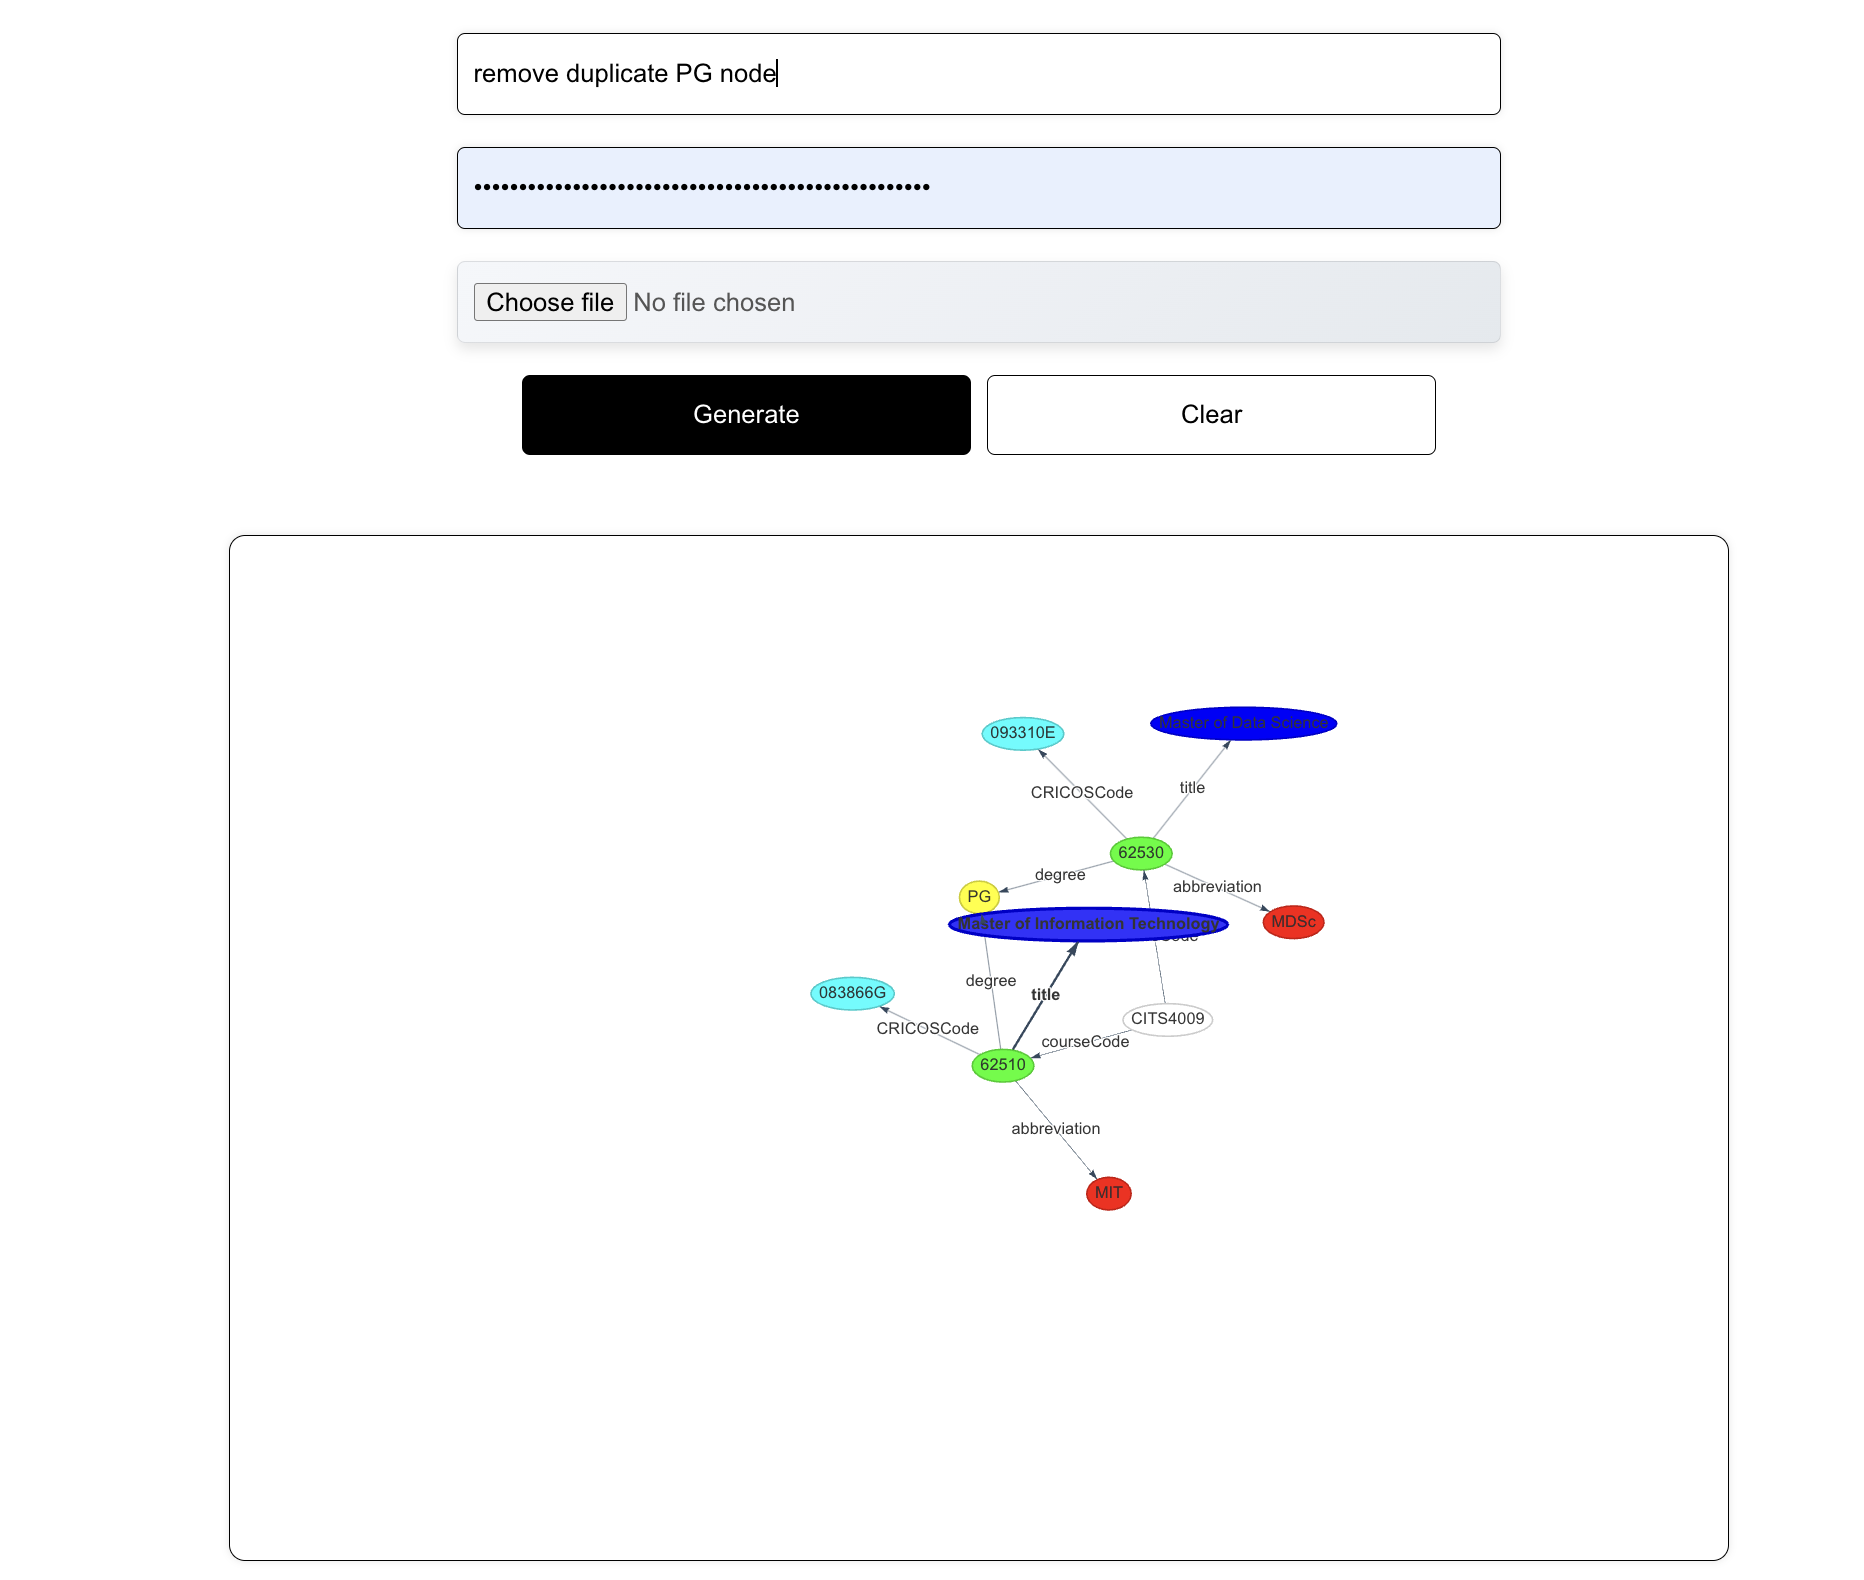 remove duplicate PG node
Choose file No file chosen
Generate
Clear
093310E
Master of Data Science
CRICOSCode
title
62530
degree
abbreviation
PG
Master of Information Technology
MDSc
degree
083866G
title
CITS4009
CRICOSCode
courseCode
62510
abbreviation
MIT